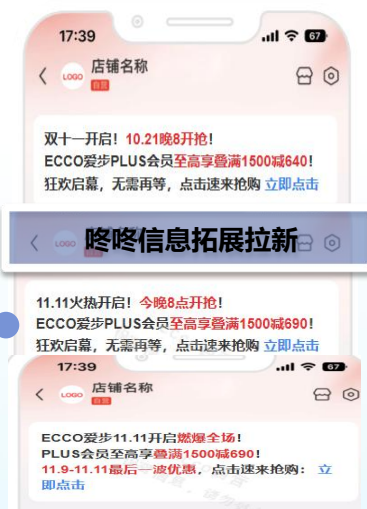 17:39
67
店铺名称
LOGO
自营
双十一开启！10.21晚8开抢！
ECCO爱步PLUS会员至高享叠满1500减640！
狂欢启幕，无需再等，点击速来抢购 立即点击
咚咚信息拓展拉新
LOGO
11.11火热开启！今晚8点开抢！
ECCO爱步PLUS会员至高享叠满1500减690！
狂欢启幕，无需再等，点击速来抢购 立即点击
17:39
67
店铺名称
LOGO
自营
ECCO爱步11.11开启燃爆全场！
PLUS会员至高享叠满1500减690！
11.9-11.11最后一波优惠，点击速来抢购： 立
即点击